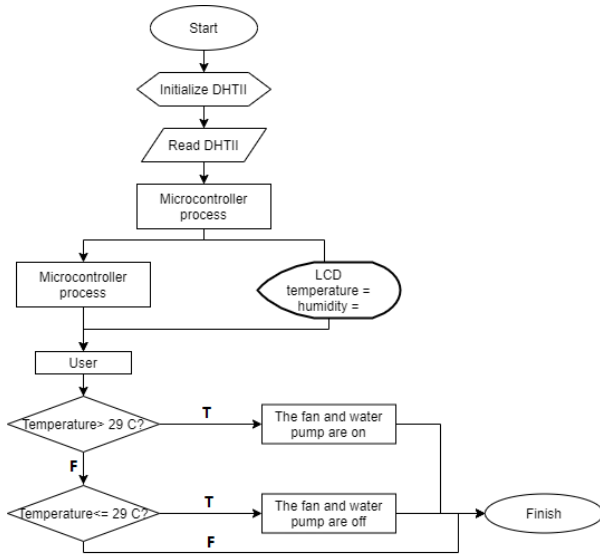 Start
Initialize DHTII
Read DHTII
Microcontroller
process
Microcontroller
process
LCD
temperature =
humidity =
User
Temperature> 29 C?
T
The fan and water
pump are on
F
Temperature<= 29 C?
T
The fan and water
pump are off
F
Finish